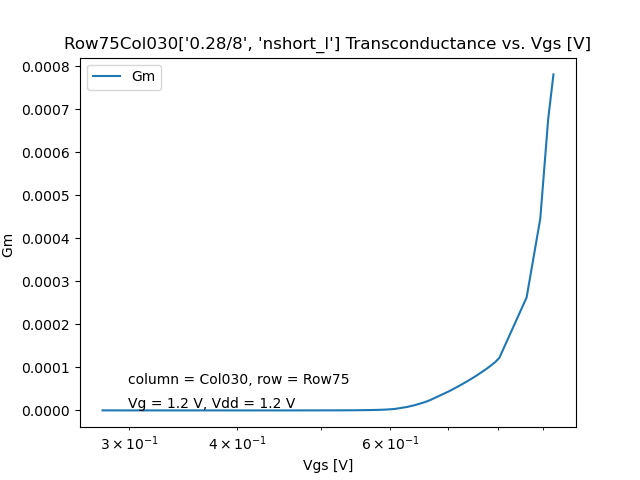 Row75Col030['0.28/8', 'nshort_l'] Transconductance vs. Vgs [V]
Gm
0.0008
0.0007
0.0006
0.0005
0.0004
0.0003
0.0002
0.0001
0.0000
Gm
column = Col030, row = Row75
Vg = 1.2 V, Vdd = 1.2 V
3 × 10⁻¹ 4 × 10⁻¹ 6 × 10⁻¹
Vgs [V]